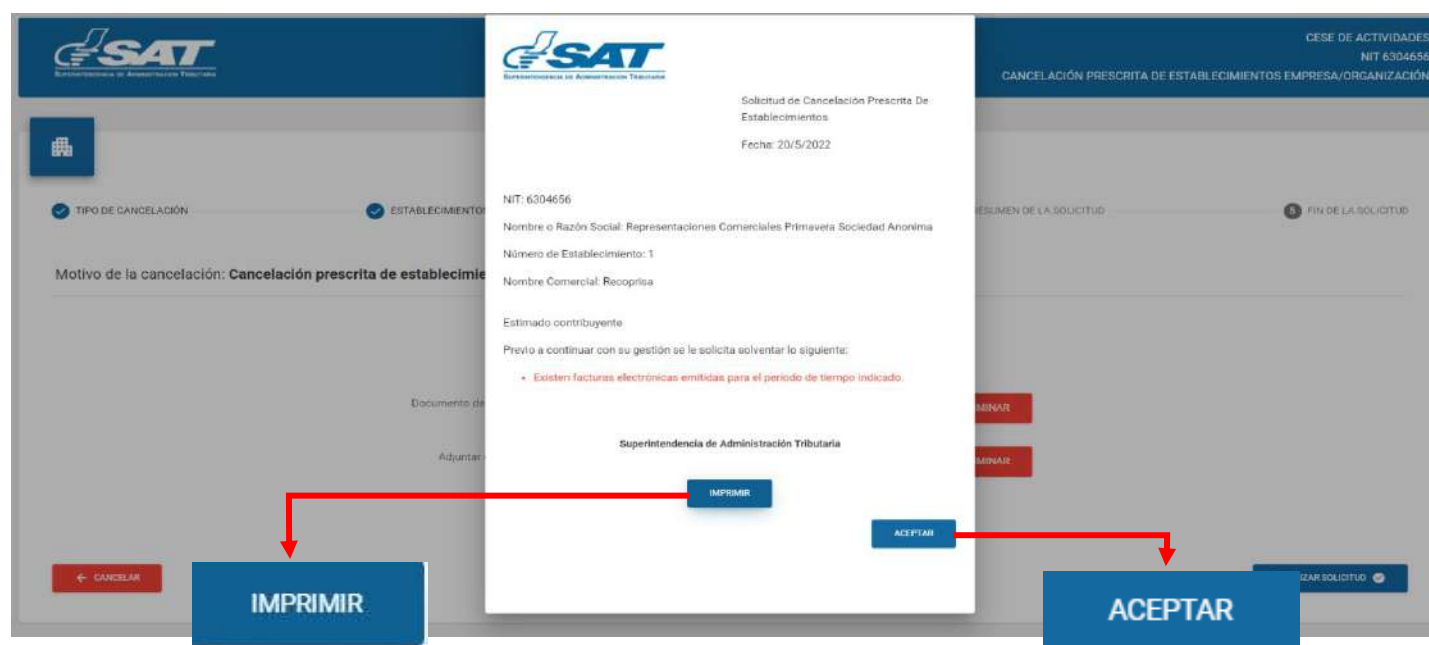 SAT
SUPERINTENDENCIA DE ADMINISTRACIÓN TRIBUTARIA
CESE DE ACTIVIDADES
NIT 6304656
CANCELACIÓN PRESCRITA DE ESTABLECIMIENTOS EMPRESA/ORGANIZACIÓN
TIPO DE CANCELACIÓN
ESTABLECIMIENTO
ESUMEN DE LA SOLICITUD
5 FIN DE LA SOLICITUD
Motivo de la cancelación: Cancelación prescrita de establecimie
Documento de
MINAR
Adjuntar
MINAR
CANCELAR
IZAR SOLICITUD
SAT
SUPERINTENDENCIA DE ADMINISTRACIÓN TRIBUTARIA
Solicitud de Cancelación Prescrita De
Establecimientos
Fecha: 20/5/2022
NIT: 6304656
Nombre o Razón Social: Representaciones Comerciales Primavera Sociedad Anonima
Número de Establecimiento: 1
Nombre Comercial: Recoprisa
Estimado contribuyente
Previo a continuar con su gestión se le solicita solventar lo siguiente:
• Existen facturas electrónicas emitidas para el periodo de tiempo indicado.
Superintendencia de Administración Tributaria
IMPRIMIR
ACEPTAR
IMPRIMIR
ACEPTAR